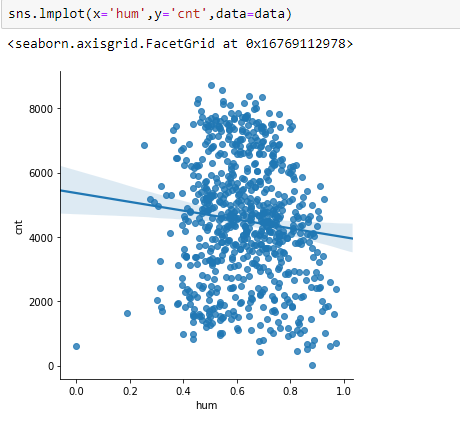 sns.lmplot(x='hum',y='cnt',data=data)
<seaborn.axisgrid.FacetGrid at 0x16769112978>
8000
6000
cnt
4000
2000
0
0.0 0.2 0.4 0.6 0.8 1.0
hum